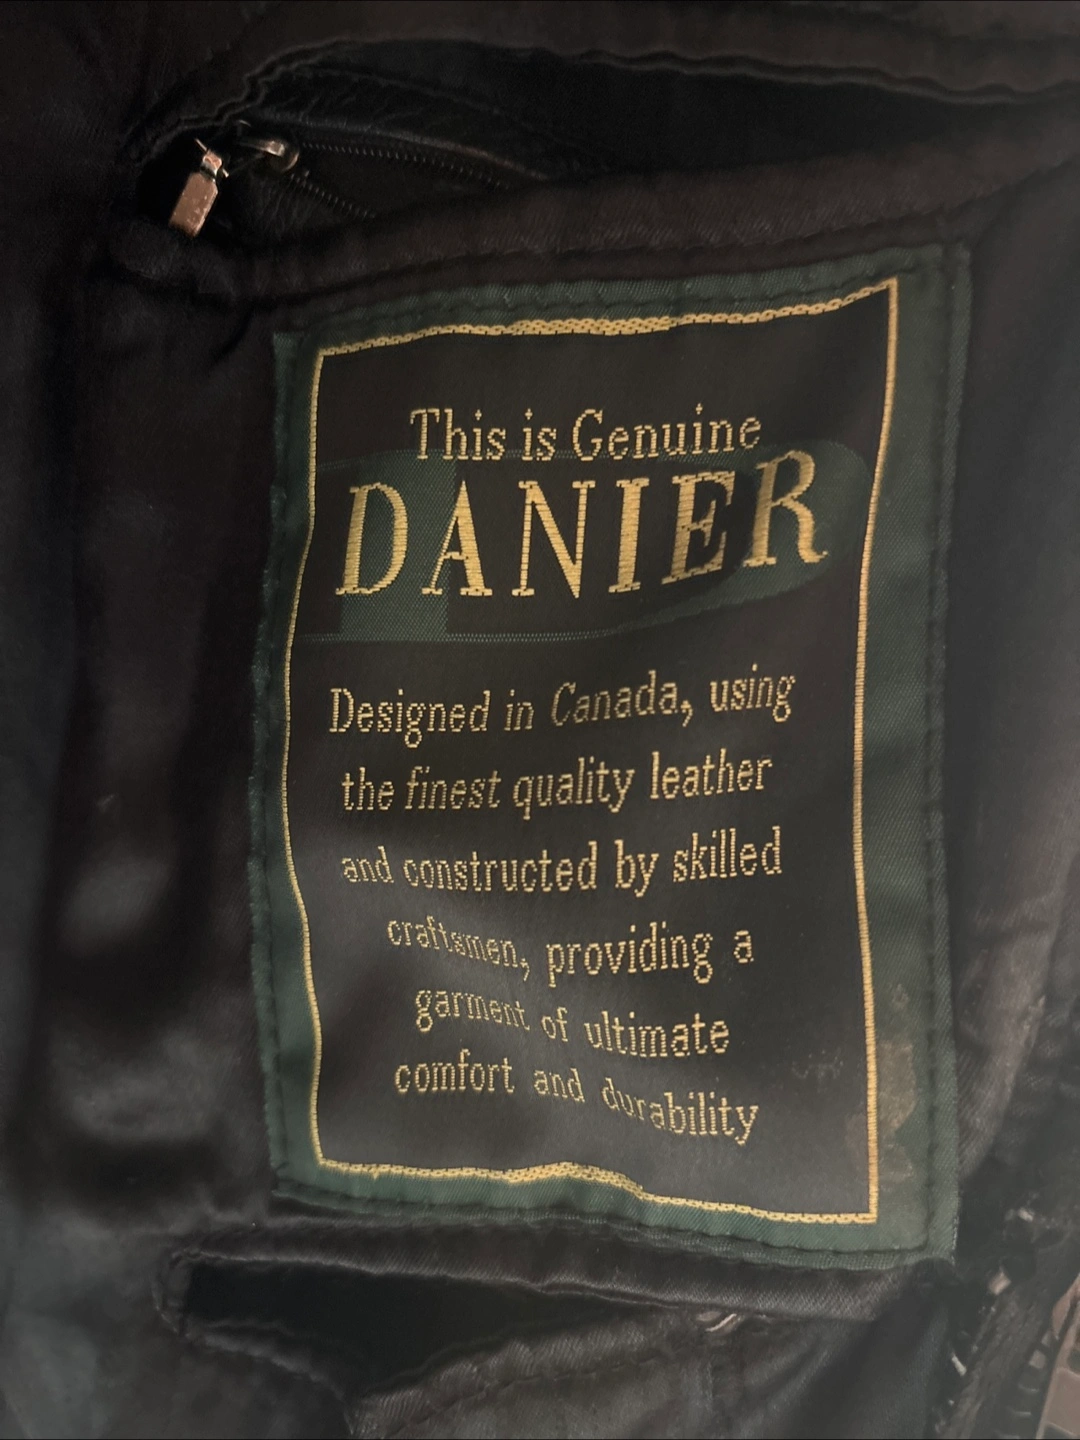 This is Genuine
DANIER
Designed in Canada, using
the finest quality leather
and constructed by skilled
craftsmen, providing a
garment of ultimate
comfort and durability